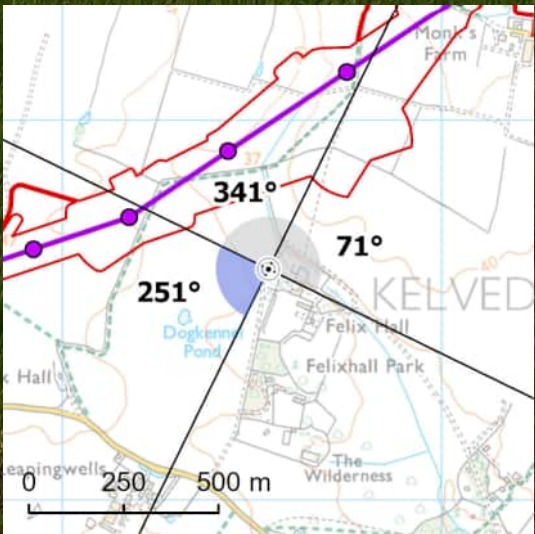 Monk's
Farm
37
341°
71°
40
251°
KELVED
Felix Hall
Dogkennel
Pond
Felixhall Park
x Hall
Leapingwells
The
Wilderness
0 250 500 m